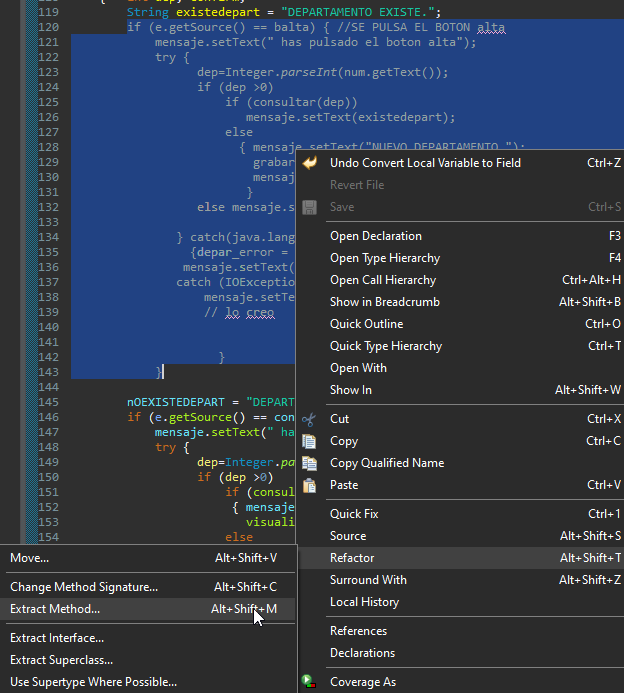 119 String existedepart = "DEPARTAMENTO EXISTE.";
120 if (e.getSource() == balta) { //SE PULSA EL BOTON alta
121 mensaje.setText(" has pulsado el boton alta");
122 try {
123 dep=Integer.parseInt(num.getText());
124 if (dep >0)
125 if (consultar(dep))
126 mensaje.setText(existedepart);
127 else
128 { mensaje.setText("NUEVO DEPARTAMENTO.");
129 grabar
130 mensaj
131 }
132 else mensaje.s
133
134 } catch(java.lang
135 {depar_error =
136 mensaje.setText(
137 catch (IOException
138 mensaje.setTe
139 // lo creo
140
141
142 }
143 }
144
145 nOEXISTEDEPART = "DEPART
146 if (e.getSource() == con
147 mensaje.setText(" ha
148 try {
149 dep=Integer.pa
150 if (dep >0)
151 if (consul
152 { mensaje
153 visuali
154 else
Undo Convert Local Variable to Field Ctrl+Z
Revert File
Save Ctrl+S
Open Declaration F3
Open Type Hierarchy F4
Open Call Hierarchy Ctrl+Alt+H
Show in Breadcrumb Alt+Shift+B
Quick Outline Ctrl+O
Quick Type Hierarchy Ctrl+T
Open With
Show In Alt+Shift+W
Cut Ctrl+X
Copy Ctrl+C
Copy Qualified Name
Paste Ctrl+V
Quick Fix Ctrl+1
Source Alt+Shift+S
Refactor Alt+Shift+T
Surround With Alt+Shift+Z
Local History
References
Declarations
Coverage As
Move... Alt+Shift+V
Change Method Signature... Alt+Shift+C
Extract Method... Alt+Shift+M
Extract Interface...
Extract Superclass...
Use Supertype Where Possible...